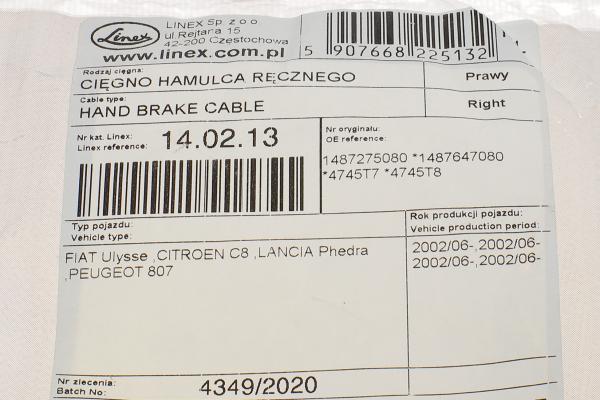 Linex
LINEX Sp z o o
ul Rejtana 15
42-200 Częstochowa
www.linex.com.pl
5 907668 225132
Rodzaj cięgna:
CIĘGNO HAMULCA RĘCZNEGO
Prawy
Cable type:
HAND BRAKE CABLE
Right
Nr kat. Linex:
Linex reference:
14.02.13
Nr oryginału:
OE reference:
1487275080 *1487647080
*4745T7 *4745T8
Typ pojazdu:
Vehicle type:
Rok produkcji pojazdu:
Vehicle production period:
FIAT Ulysse ,CITROEN C8 ,LANCIA Phedra
,PEUGEOT 807
2002/06-,2002/06-
2002/06-,2002/06-
Nr zlecenia:
Batch No:
4349/2020